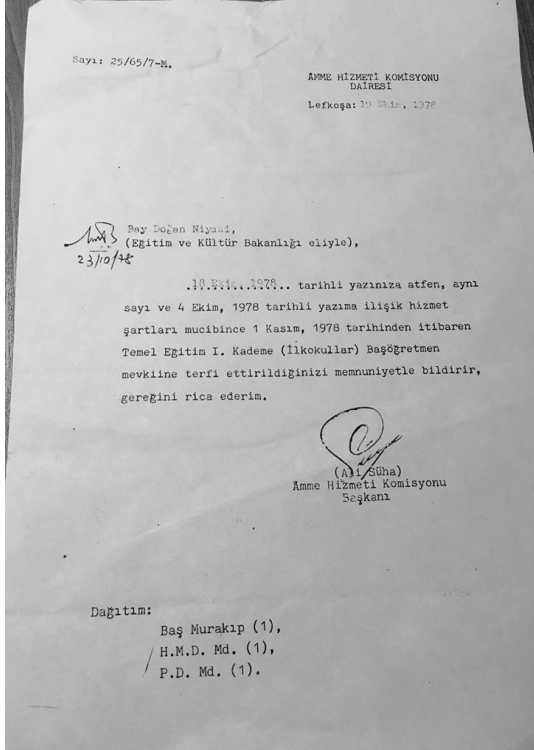 Sayı: 25/65/7-M.
AMME HİZMETİ KOMİSYONU
DAİRESİ
Lefkoşa: 19 Ekim, 1978
Bay Doğan Niyazi,
(Eğitim ve Kültür Bakanlığı eliyle),
23/10/78
.18.Ekim...1978.. tarihli yazınıza atfen, aynı
sayı ve 4 Ekim, 1978 tarihli yazıma ilişik hizmet
şartları mucibince 1 Kasım, 1978 tarihinden itibaren
Temel Eğitim I. Kademe (İlkokullar) Başöğretmen
mevkiine terfi ettirildiğinizi memnuniyetle bildirir,
gereğini rica ederim.
(Ali Süha)
Amme Hizmeti Komisyonu
Başkanı
Dağıtım:
Baş Murakıp (1),
H.M.D. Md. (1),
P.D. Md. (1).